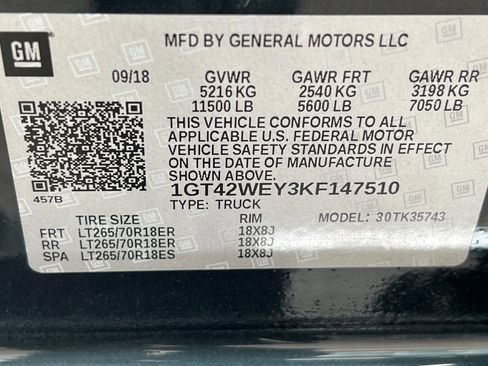 GM
MFD BY GENERAL MOTORS LLC
09/18 GVWR GAWR FRT GAWR RR
5216 KG 2540 KG 3198 KG
11500 LB 5600 LB 7050 LB
THIS VEHICLE CONFORMS TO ALL
APPLICABLE U.S. FEDERAL MOTOR
VEHICLE SAFETY STANDARDS IN EFFECT
ON THE DATE OF MANUFACTURE
1GT42WEY3KF147510
457B
TYPE: TRUCK
TIRE SIZE RIM MODEL: 30TK35743
FRT LT265/70R18ER 18X8J
RR LT265/70R18ER 18X8J
SPA LT265/70R18ES 18X8J